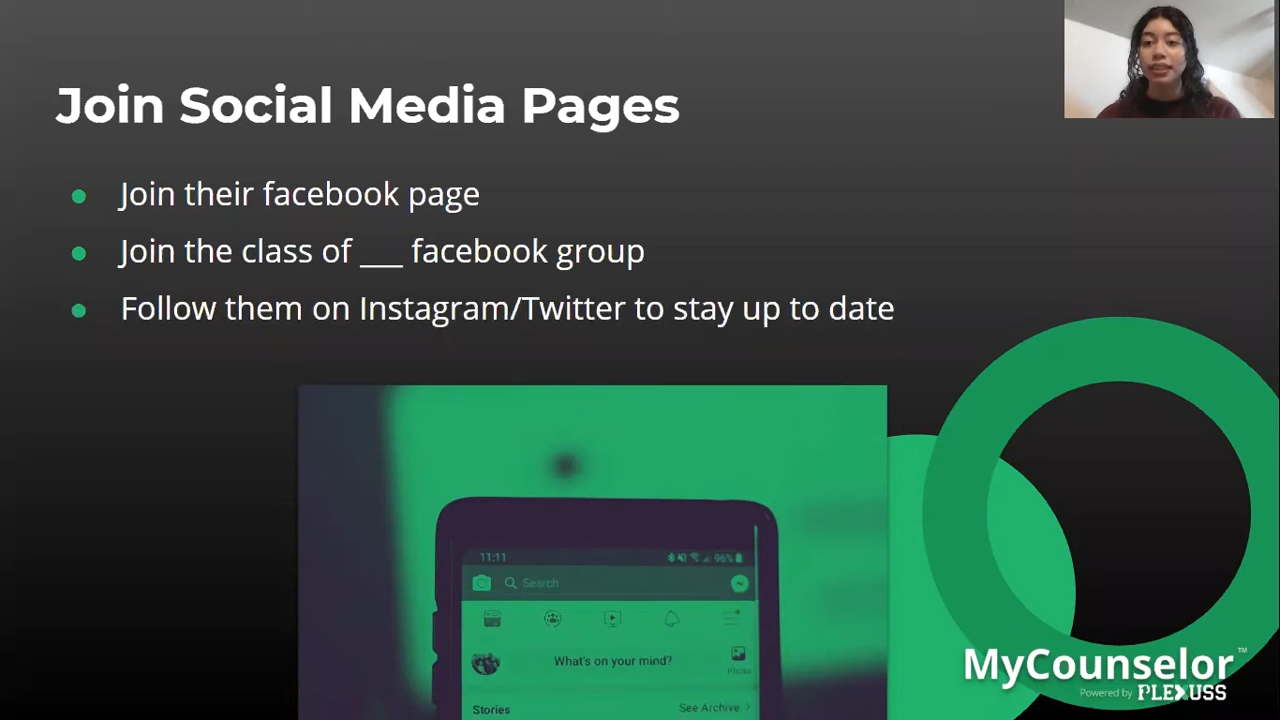 Join Social Media Pages
Join their facebook page
Join the class of ___ facebook group
Follow them on Instagram/Twitter to stay up to date
11:11
96%
Search
What's on your mind?
Photo
Stories
See Archive
MyCounselor™
Powered by PLEXUSS